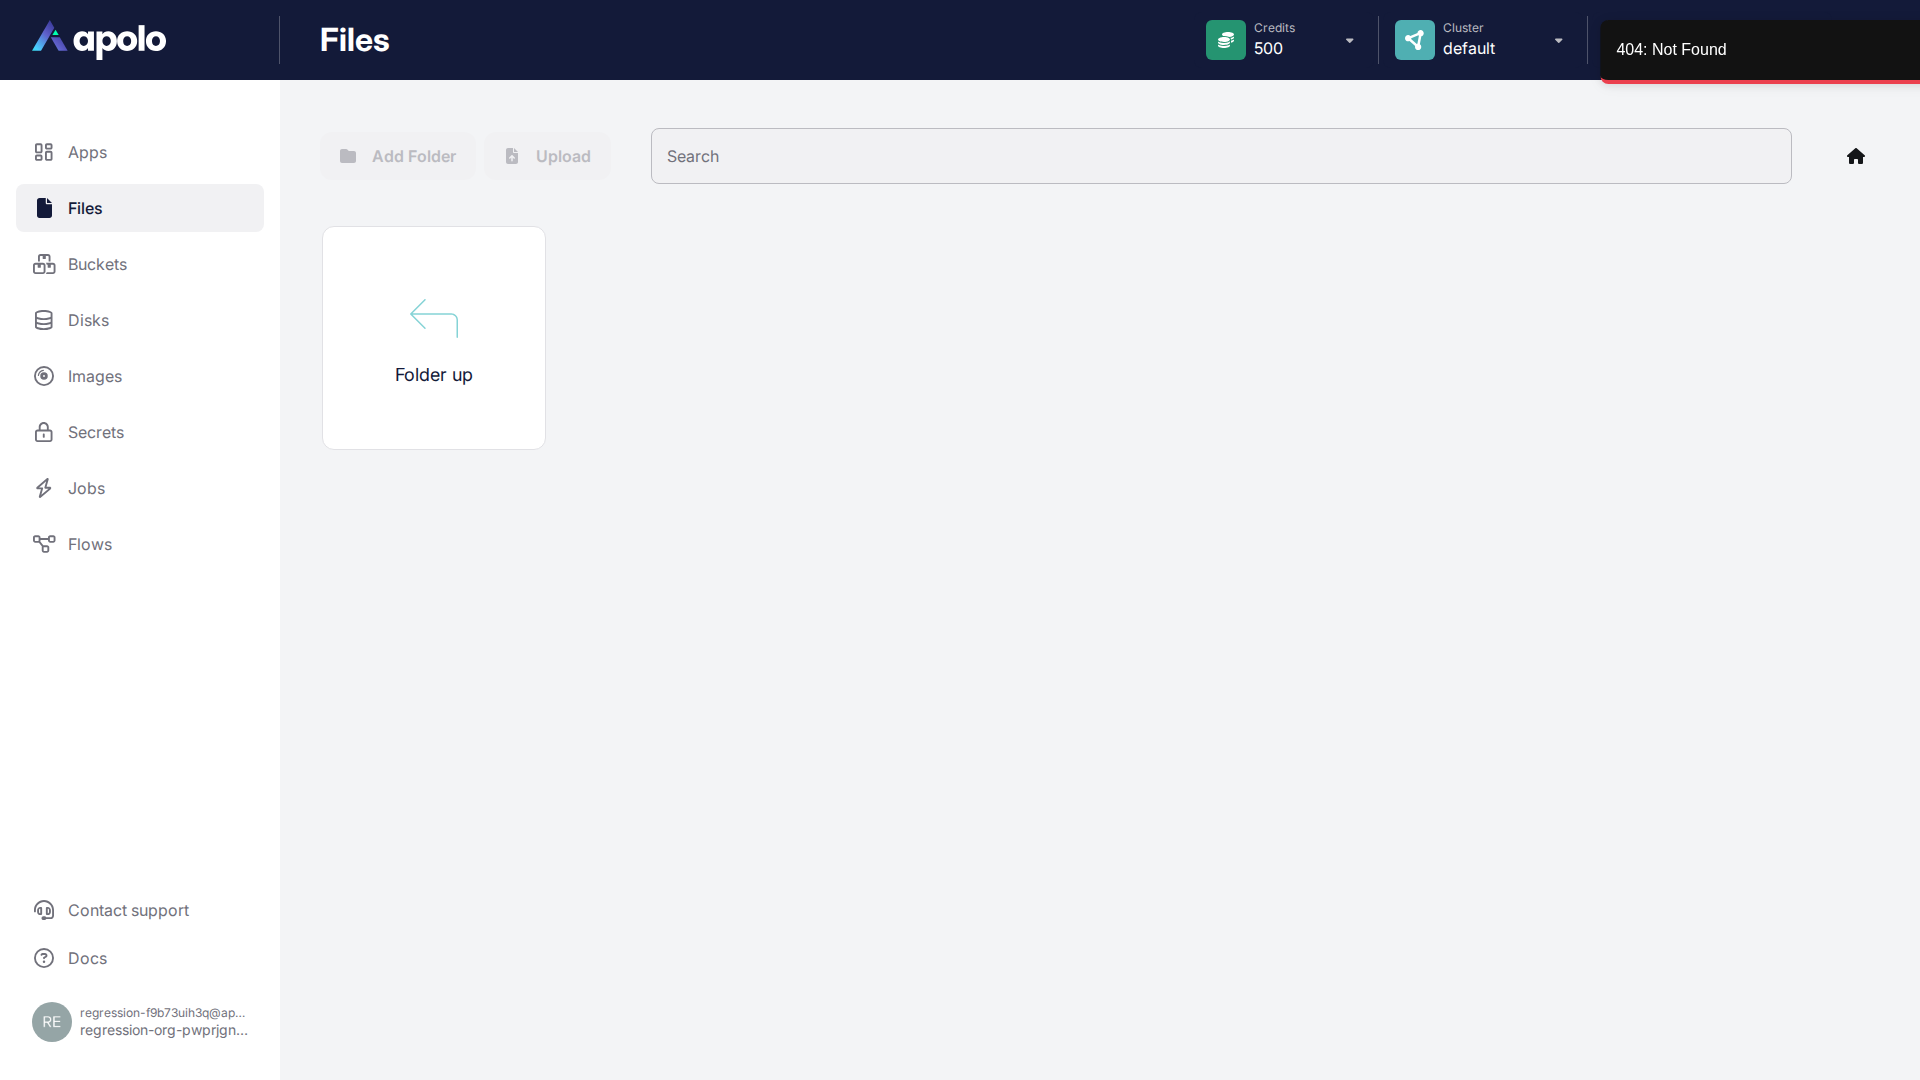 apolo
Files
Credits
500
Cluster
default
404: Not Found
Apps
Files
Buckets
Disks
Images
Secrets
Jobs
Flows
Add Folder
Upload
Search
Folder up
Contact support
Docs
RE
regression-f9b73uih3q@ap...
regression-org-pwprjgn...